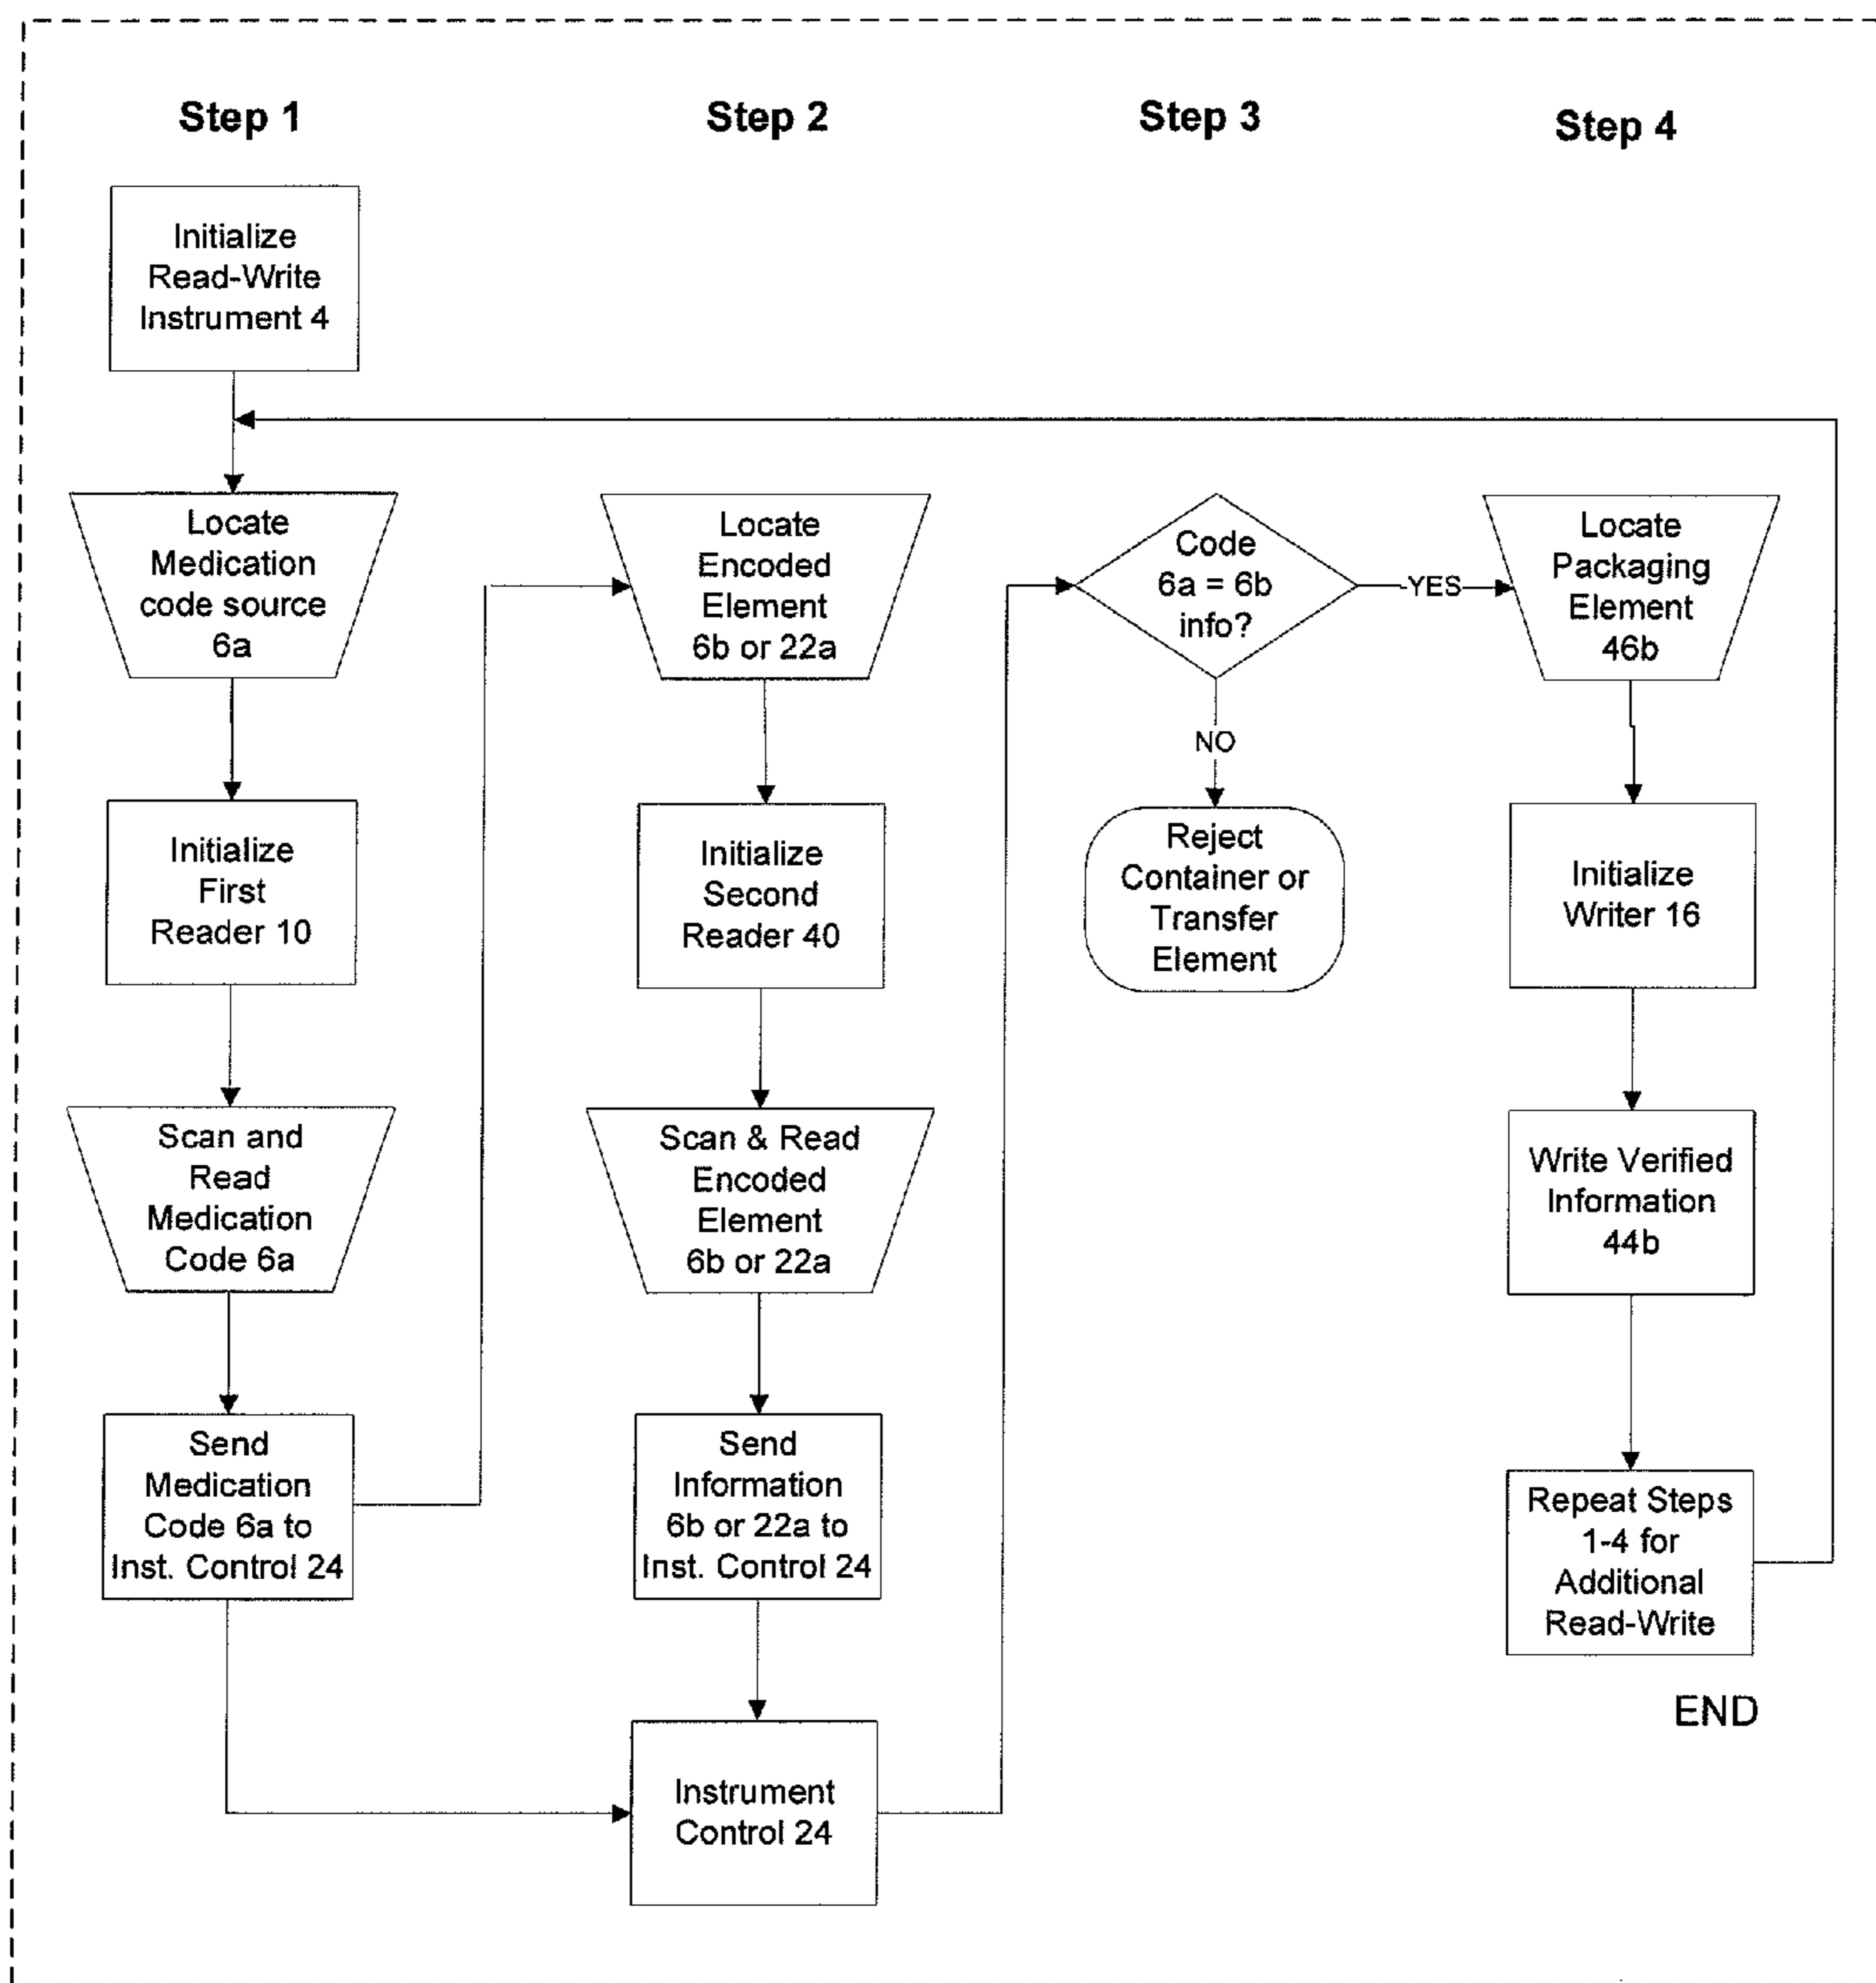 Step 1
Initialize
Read-Write
Instrument 4
Locate
Medication
code source
6a
Initialize
First
Reader 10
Scan and
Read
Medication
Code 6a
Send
Medication
Code 6a to
Inst. Control 24
Step 2
Locate
Encoded
Element
6b or 22a
Initialize
Second
Reader 40
Scan & Read
Encoded
Element
6b or 22a
Send
Information
6b or 22a to
Inst. Control 24
Instrument
Control 24
Step 3
Code
6a = 6b
info?
YES
NO
Reject
Container or
Transfer
Element
Step 4
Locate
Packaging
Element
46b
Initialize
Writer 16
Write Verified
Information
44b
Repeat Steps
1-4 for
Additional
Read-Write
END